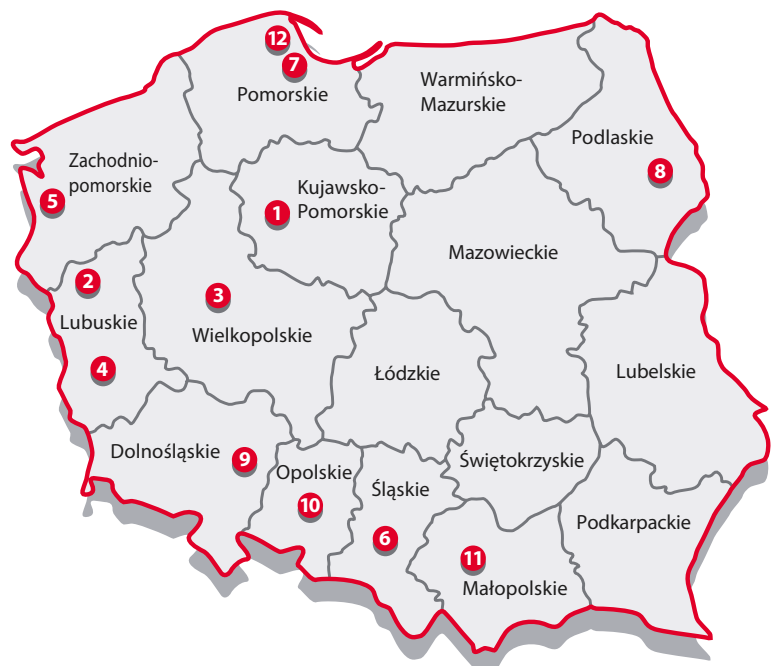 12
7
Pomorskie
Warmińsko-
Mazurskie
Podlaskie
8
Zachodnio-
pomorskie
5
Kujawsko-
Pomorskie
1
Mazowieckie
2
Lubuskie
4
3
Wielkopolskie
Łódzkie
Lubelskie
Dolnośląskie
9
Opolskie
10
Śląskie
6
Świętokrzyskie
Podkarpackie
11
Małopolskie